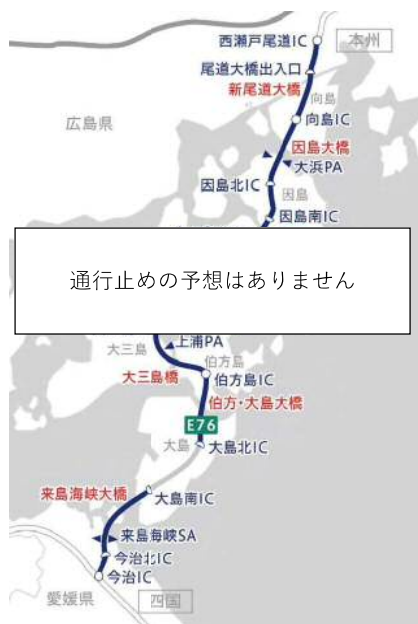 西瀬戸尾道IC
本州
尾道大橋出入口
新尾道大橋
向島
広島県
向島IC
因島大橋
大浜PA
因島北IC
因島
因島南IC
通行止めの予想はありません
上浦PA
大三島
伯方島
大三島橋
伯方島IC
伯方・大島大橋
E76
大島
大島北IC
来島海峡大橋
大島南IC
来島海峡SA
今治北IC
今治IC
愛媛県
四国